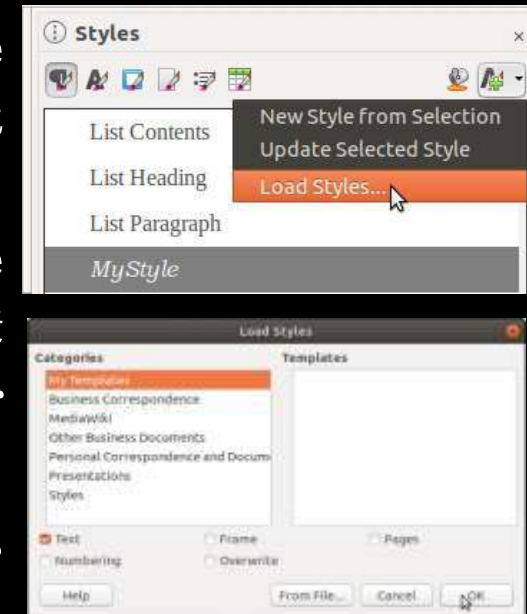 Styles
New Style from Selection
Update Selected Style
Load Styles...
List Contents
List Heading
List Paragraph
MyStyle
Load Styles
Categories
Templates
My Templates
Business Correspondence
MediaWiki
Other Business Documents
Personal Correspondence and Docum
Presentations
Styles
Text
Frame
Pages
Numbering
Overwrite
Help
From File...
Cancel
OK